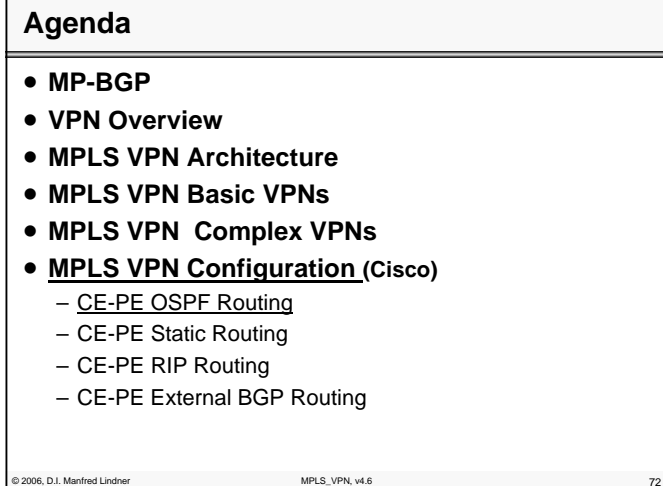 Agenda
• MP-BGP
• VPN Overview
• MPLS VPN Architecture
• MPLS VPN Basic VPNs
• MPLS VPN  Complex VPNs
• MPLS VPN Configuration (Cisco)
– CE-PE OSPF Routing
– CE-PE Static Routing
– CE-PE RIP Routing
– CE-PE External BGP Routing
© 2006, D.I. Manfred Lindner MPLS_VPN, v4.6 72